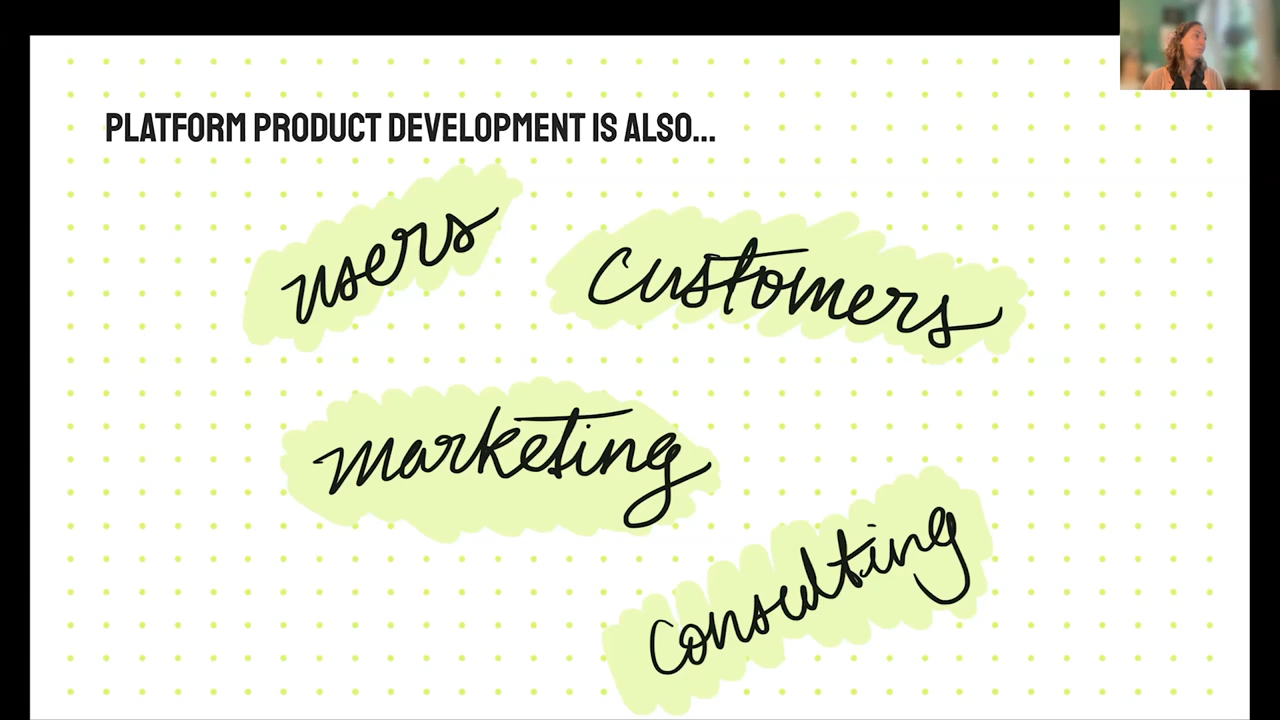 PLATFORM PRODUCT DEVELOPMENT IS ALSO...
users
customers
marketing
consulting